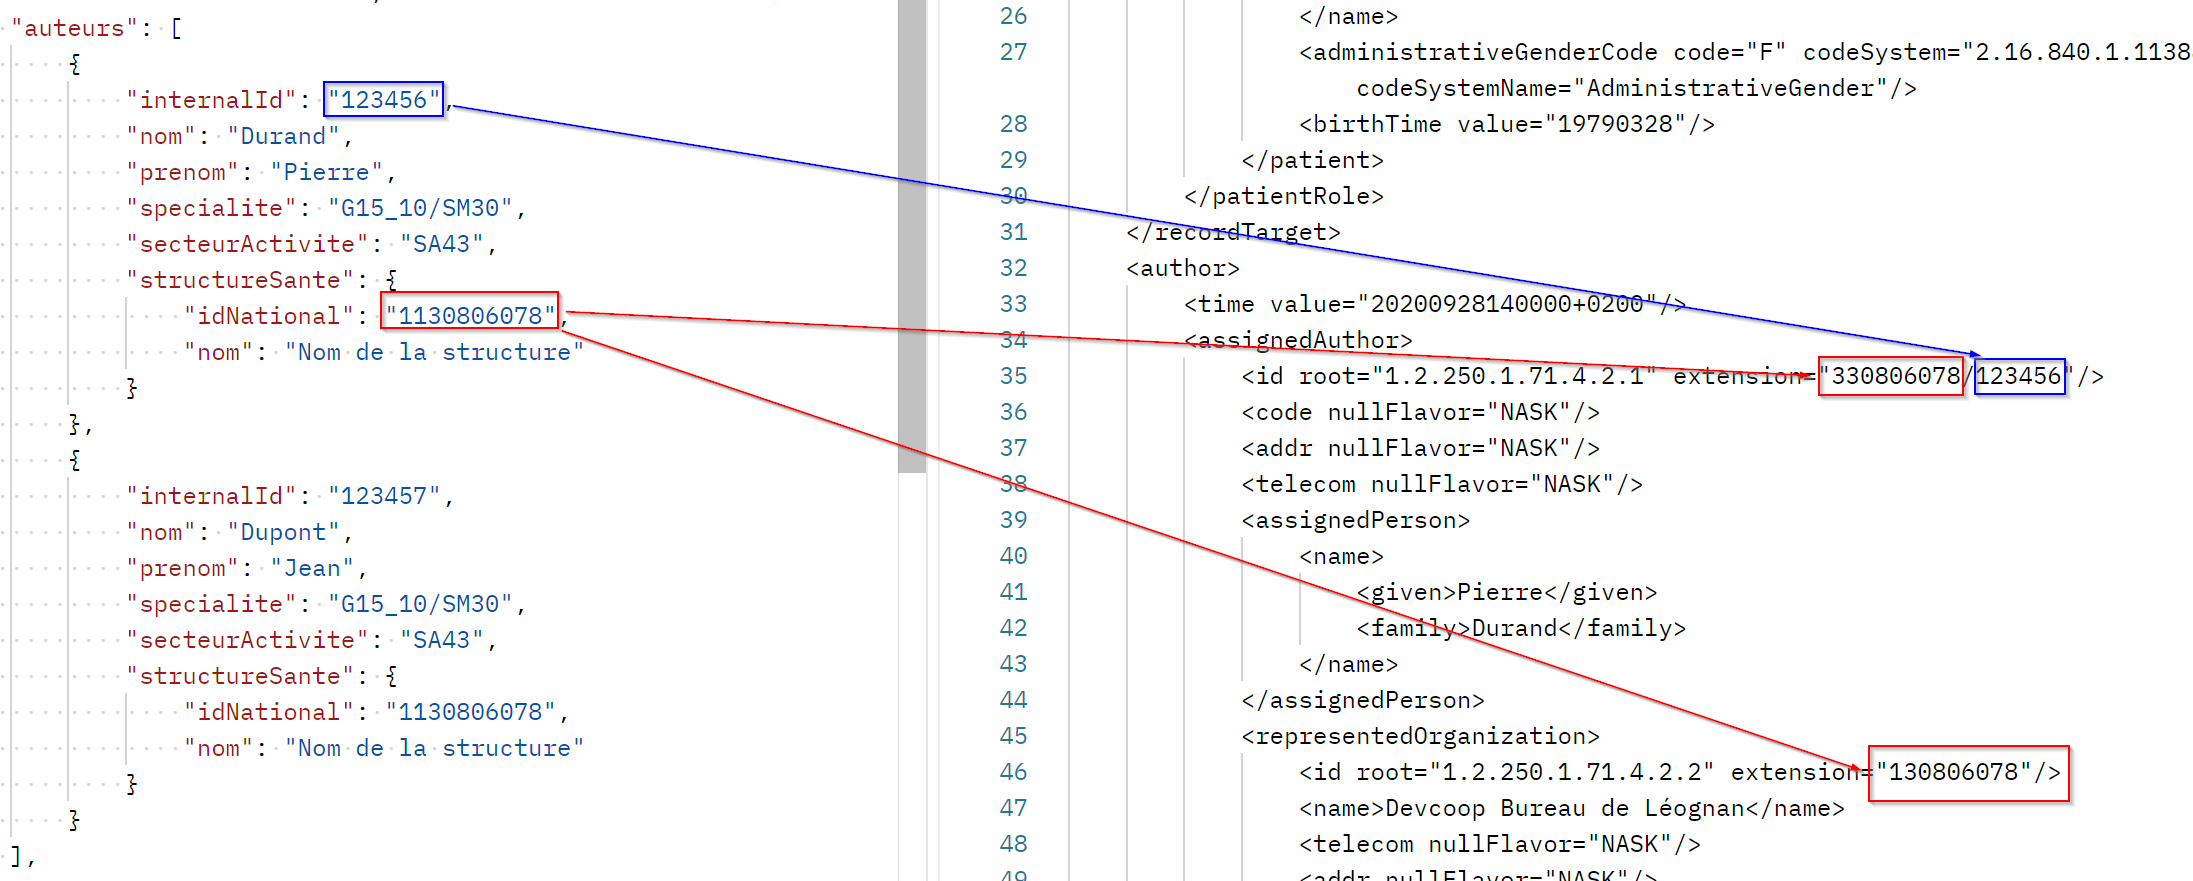 "auteurs": [
{
"internalId": "123456",
"nom": "Durand",
"prenom": "Pierre",
"specialite": "G15_10/SM30",
"secteurActivite": "SA43",
"structureSante": {
"idNational": "1130806078",
"nom": "Nom de la structure"
}
},
{
"internalId": "123457",
"nom": "Dupont",
"prenom": "Jean",
"specialite": "G15_10/SM30",
"secteurActivite": "SA43",
"structureSante": {
"idNational": "1130806078",
"nom": "Nom de la structure"
}
}
],
26 </name>
27 <administrativeGenderCode code="F" codeSystem="2.16.840.1.1138
codeSystemName="AdministrativeGender"/>
28 <birthTime value="19790328"/>
29 </patient>
30 </patientRole>
31 </recordTarget>
32 <author>
33 <time value="20200928140000+0200"/>
34 <assignedAuthor>
35 <id root="1.2.250.1.71.4.2.1" extension="330806078/123456"/>
36 <code nullFlavor="NASK"/>
37 <addr nullFlavor="NASK"/>
38 <telecom nullFlavor="NASK"/>
39 <assignedPerson>
40 <name>
41 <given>Pierre</given>
42 <family>Durand</family>
43 </name>
44 </assignedPerson>
45 <representedOrganization>
46 <id root="1.2.250.1.71.4.2.2" extension="130806078"/>
47 <name>Devcoop Bureau de Léognan</name>
48 <telecom nullFlavor="NASK"/>
49 <addr nullFlavor="NASK"/>